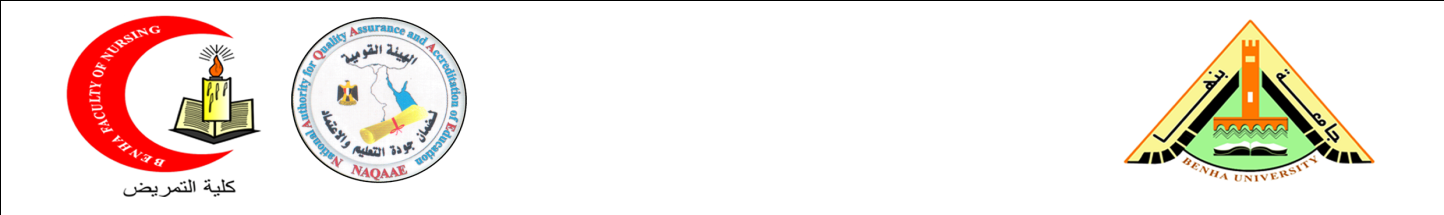 BENHA FACULTY OF NURSING
كلية التمريض
National Authority for Quality Assurance and Accreditation of Education
الهيئة القومية
لضمان جودة التعليم والاعتماد
NAQAAE
جامعة بنها
BENHA UNIVERSITY